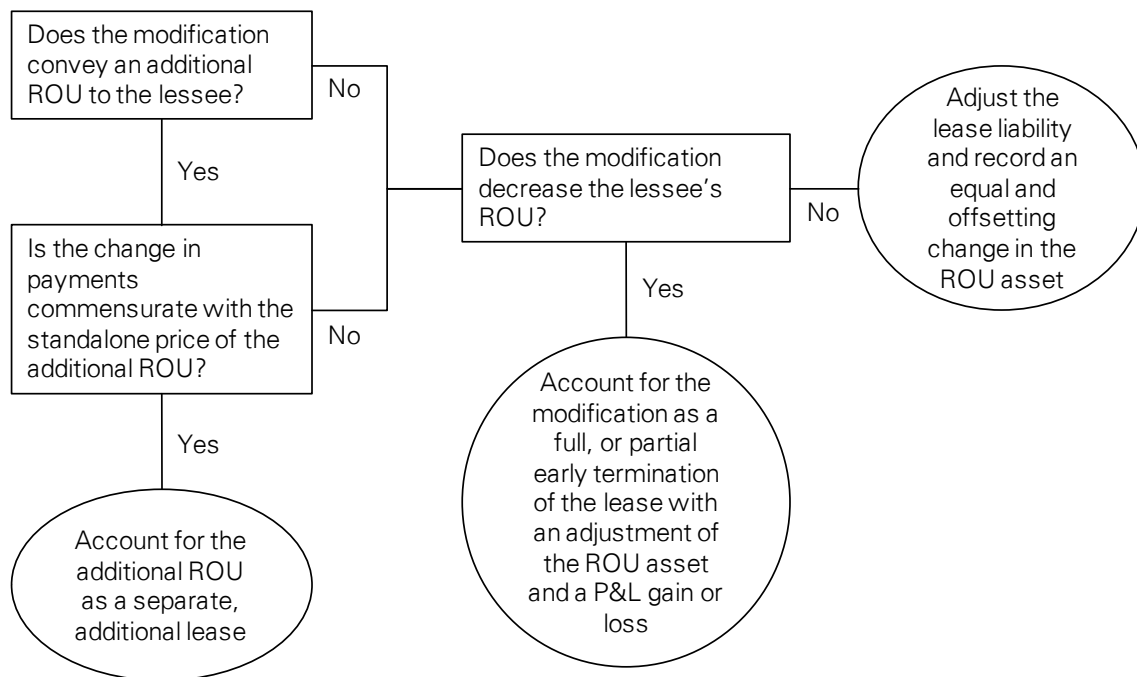 Does the modification
convey an additional
ROU to the lessee?
No
Yes
Is the change in
payments
commensurate with the
standalone price of the
additional ROU?
No
Yes
Account for the
additional ROU
as a separate,
additional lease
Does the modification
decrease the lessee's
ROU?
No
Yes
Account for the
modification as a
full, or partial
early termination
of the lease with
an adjustment of
the ROU asset
and a P&L gain or
loss
Adjust the
lease liability
and record an
equal and
offsetting
change in the
ROU asset